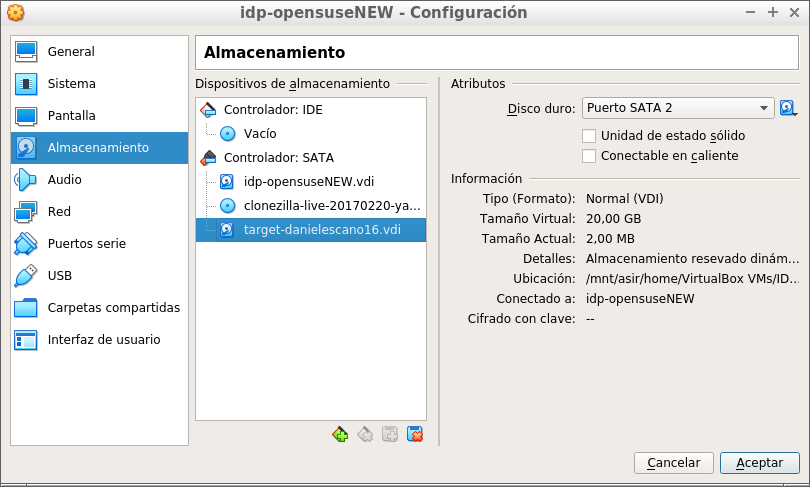 idp-opensuseNEW - Configuración
General
Sistema
Pantalla
Almacenamiento
Audio
Red
Puertos serie
USB
Carpetas compartidas
Interfaz de usuario
Almacenamiento
Dispositivos de almacenamiento
Controlador: IDE
Vacío
Controlador: SATA
idp-opensuseNEW.vdi
clonezilla-live-20170220-ya...
target-danielescano16.vdi
Atributos
Disco duro: Puerto SATA 2
Unidad de estado sólido
Conectable en caliente
Información
Tipo (Formato): Normal (VDI)
Tamaño Virtual: 20,00 GB
Tamaño Actual: 2,00 MB
Detalles: Almacenamiento resevado dinám...
Ubicación: /mnt/asir/home/VirtualBox VMs/ID...
Conectado a: idp-opensuseNEW
Cifrado con clave: --
Cancelar
Aceptar